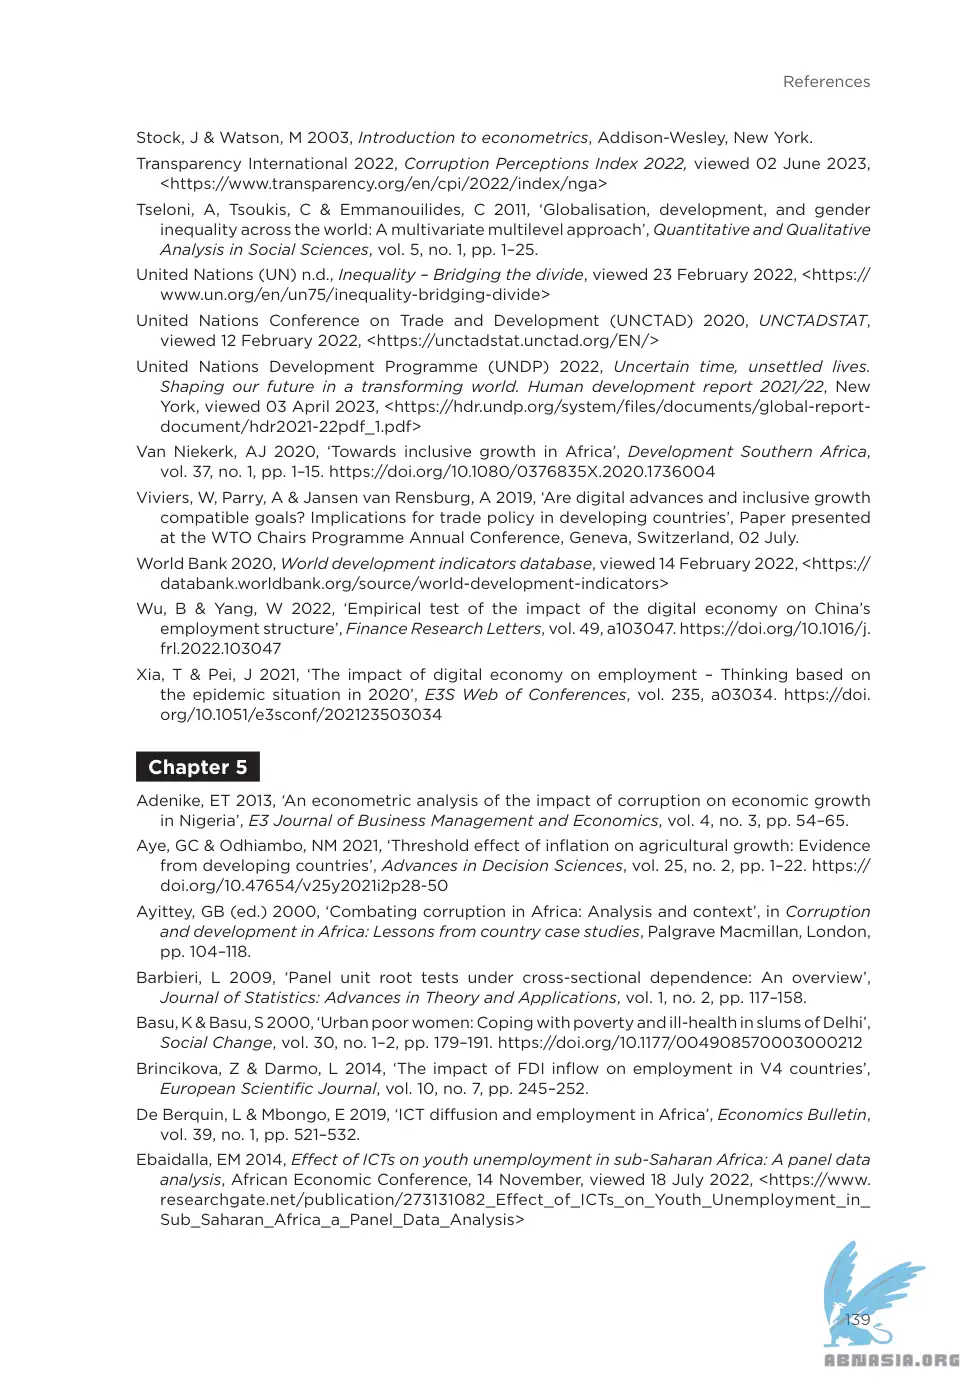 References
Stock, J & Watson, M 2003, Introduction to econometrics, Addison-Wesley, New York.
Transparency International 2022, Corruption Perceptions Index 2022, viewed 02 June 2023,
<https://www.transparency.org/en/cpi/2022/index/nga>
Tseloni, A, Tsoukis, C & Emmanouilides, C 2011, ‘Globalisation, development, and gender
inequality across the world: A multivariate multilevel approach’, Quantitative and Qualitative
Analysis in Social Sciences, vol. 5, no. 1, pp. 1–25.
United Nations (UN) n.d., Inequality – Bridging the divide, viewed 23 February 2022, <https://
www.un.org/en/un75/inequality-bridging-divide>
United Nations Conference on Trade and Development (UNCTAD) 2020, UNCTADSTAT,
viewed 12 February 2022, <https://unctadstat.unctad.org/EN/>
United Nations Development Programme (UNDP) 2022, Uncertain time, unsettled lives.
Shaping our future in a transforming world. Human development report 2021/22, New
York, viewed 03 April 2023, <https://hdr.undp.org/system/files/documents/global-report-
document/hdr2021-22pdf_1.pdf>
Van Niekerk, AJ 2020, ‘Towards inclusive growth in Africa’, Development Southern Africa,
vol. 37, no. 1, pp. 1–15. https://doi.org/10.1080/0376835X.2020.1736004
Viviers, W, Parry, A & Jansen van Rensburg, A 2019, ‘Are digital advances and inclusive growth
compatible goals? Implications for trade policy in developing countries’, Paper presented
at the WTO Chairs Programme Annual Conference, Geneva, Switzerland, 02 July.
World Bank 2020, World development indicators database, viewed 14 February 2022, <https://
databank.worldbank.org/source/world-development-indicators>
Wu, B & Yang, W 2022, ‘Empirical test of the impact of the digital economy on China’s
employment structure’, Finance Research Letters, vol. 49, a103047. https://doi.org/10.1016/j.
frl.2022.103047
Xia, T & Pei, J 2021, ‘The impact of digital economy on employment – Thinking based on
the epidemic situation in 2020’, E3S Web of Conferences, vol. 235, a03034. https://doi.
org/10.1051/e3sconf/202123503034
Chapter 5
Adenike, ET 2013, ‘An econometric analysis of the impact of corruption on economic growth
in Nigeria’, E3 Journal of Business Management and Economics, vol. 4, no. 3, pp. 54–65.
Aye, GC & Odhiambo, NM 2021, ‘Threshold effect of inflation on agricultural growth: Evidence
from developing countries’, Advances in Decision Sciences, vol. 25, no. 2, pp. 1–22. https://
doi.org/10.47654/v25y2021i2p28-50
Ayittey, GB (ed.) 2000, ‘Combating corruption in Africa: Analysis and context’, in Corruption
and development in Africa: Lessons from country case studies, Palgrave Macmillan, London,
pp. 104–118.
Barbieri, L 2009, ‘Panel unit root tests under cross-sectional dependence: An overview’,
Journal of Statistics: Advances in Theory and Applications, vol. 1, no. 2, pp. 117–158.
Basu, K & Basu, S 2000, ‘Urban poor women: Coping with poverty and ill-health in slums of Delhi’,
Social Change, vol. 30, no. 1–2, pp. 179–191. https://doi.org/10.1177/004908570003000212
Brincikova, Z & Darmo, L 2014, ‘The impact of FDI inflow on employment in V4 countries’,
European Scientific Journal, vol. 10, no. 7, pp. 245–252.
De Berquin, L & Mbongo, E 2019, ‘ICT diffusion and employment in Africa’, Economics Bulletin,
vol. 39, no. 1, pp. 521–532.
Ebaidalla, EM 2014, Effect of ICTs on youth unemployment in sub-Saharan Africa: A panel data
analysis, African Economic Conference, 14 November, viewed 18 July 2022, <https://www.
researchgate.net/publication/273131082_Effect_of_ICTs_on_Youth_Unemployment_in_
Sub_Saharan_Africa_a_Panel_Data_Analysis>
139
ABNASIA.ORG